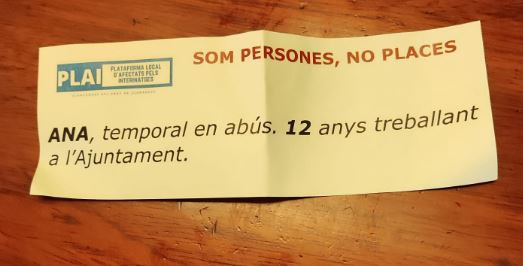 SOM PERSONES, NO PLACES
PLAI
PLATAFORMA LOCAL
D'AFECTATS PELS
INTERINATGES
ANA, temporal en abús. 12 anys treballant
a l'Ajuntament.